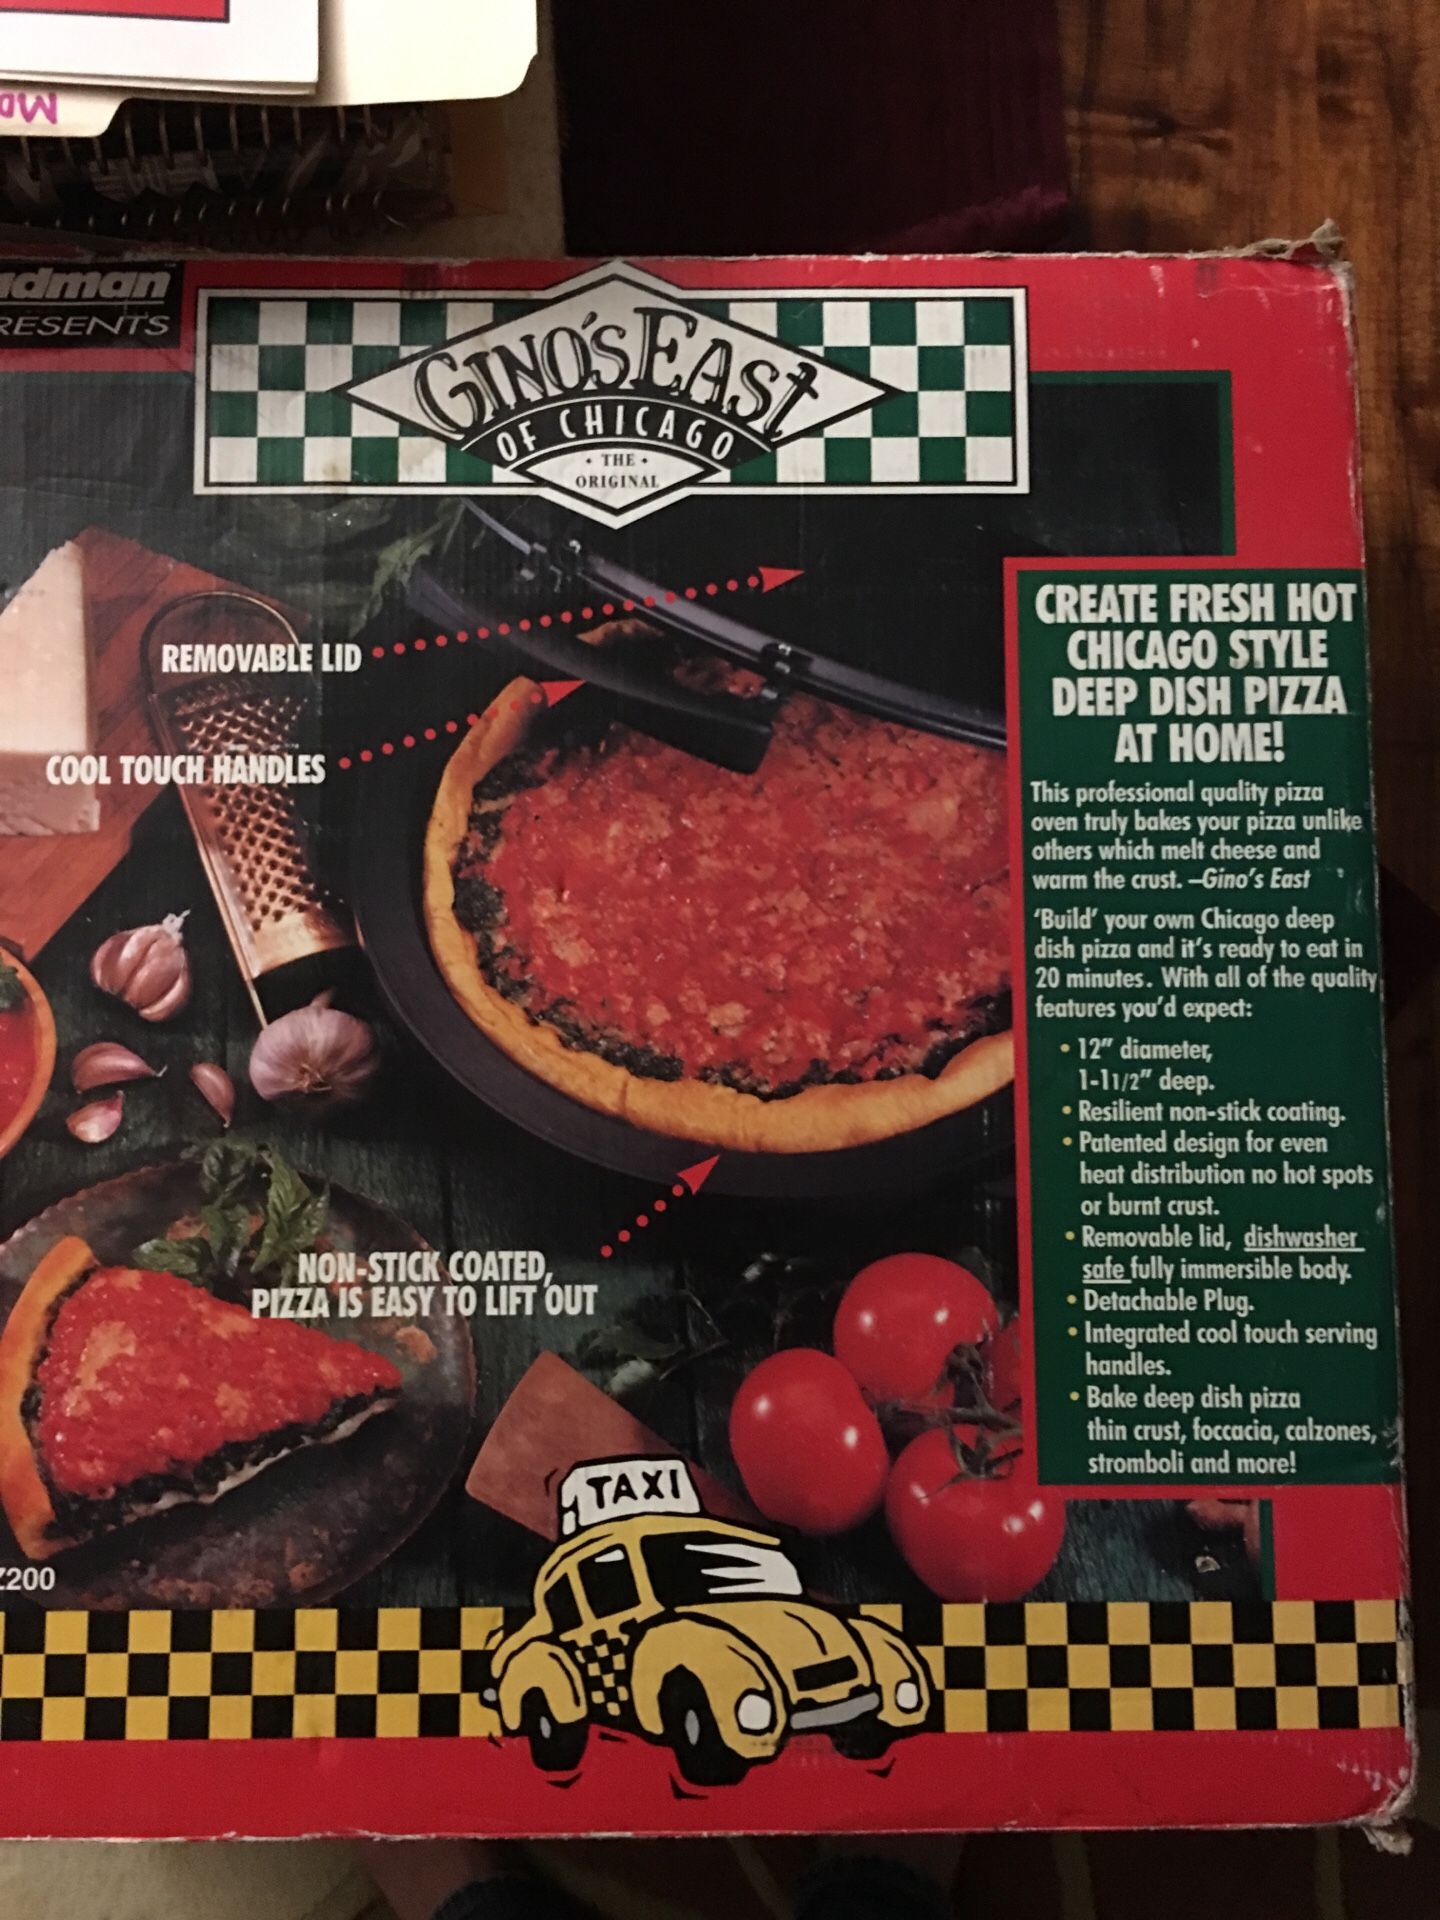 GINO'S EAST
OF CHICAGO
• THE •
ORIGINAL
RESENTS
REMOVABLE LID
COOL TOUCH HANDLES
NON-STICK COATED,
PIZZA IS EASY TO LIFT OUT
CREATE FRESH HOT
CHICAGO STYLE
DEEP DISH PIZZA
AT HOME!
This professional quality pizza
oven truly bakes your pizza unlike
others which melt cheese and
warm the crust. –Gino's East
'Build' your own Chicago deep
dish pizza and it's ready to eat in
20 minutes. With all of the quality
features you'd expect:
• 12" diameter,
1-11/2" deep.
• Resilient non-stick coating.
• Patented design for even
heat distribution no hot spots
or burnt crust.
• Removable lid, dishwasher
safe fully immersible body.
• Detachable Plug.
• Integrated cool touch serving
handles.
• Bake deep dish pizza
thin crust, foccacia, calzones,
stromboli and more!
TAXI
Z200